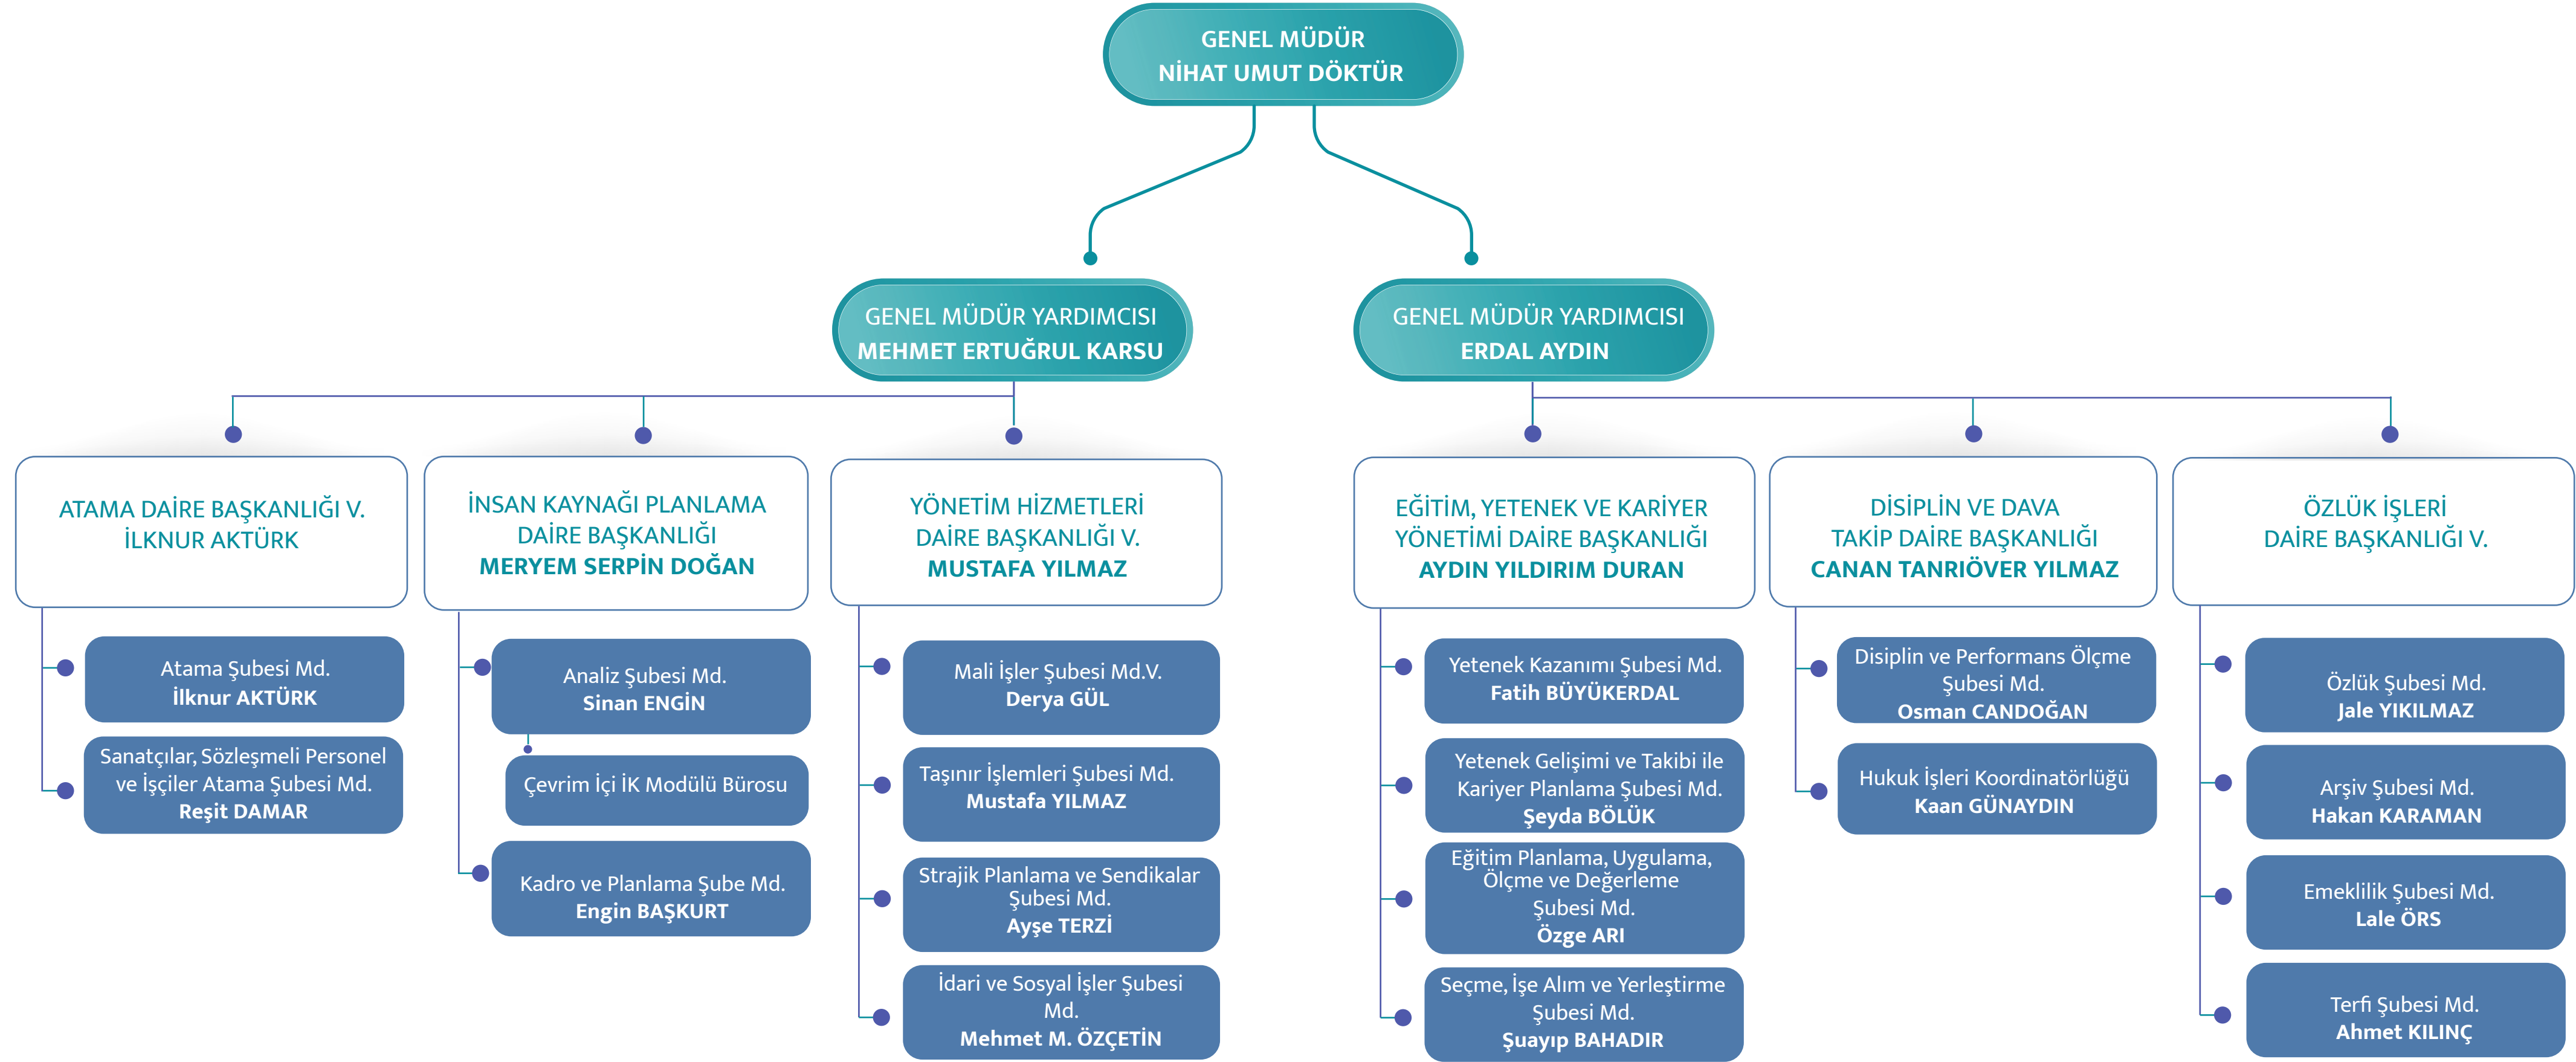 GENEL MÜDÜR
NİHAT UMUT DÖKTÜR
GENEL MÜDÜR YARDIMCISI
MEHMET ERTUĞRUL KARSU
GENEL MÜDÜR YARDIMCISI
ERDAL AYDIN
ATAMA DAİRE BAŞKANLIĞI V.
İLKNUR AKTÜRK
Atama Şubesi Md.
İlknur AKTÜRK
Sanatçılar, Sözleşmeli Personel
ve İşçiler Atama Şubesi Md.
Reşit DAMAR
İNSAN KAYNAĞI PLANLAMA
DAİRE BAŞKANLIĞI
MERYEM SERPİN DOĞAN
Analiz Şubesi Md.
Sinan ENGİN
Çevrim İçi İK Modülü Bürosu
Kadro ve Planlama Şube Md.
Engin BAŞKURT
YÖNETİM HİZMETLERİ
DAİRE BAŞKANLIĞI V.
MUSTAFA YILMAZ
Mali İşler Şubesi Md.V.
Derya GÜL
Taşınır İşlemleri Şubesi Md.
Mustafa YILMAZ
Strajik Planlama ve Sendikalar
Şubesi Md.
Ayşe TERZİ
İdari ve Sosyal İşler Şubesi
Md.
Mehmet M. ÖZÇETİN
EĞİTİM, YETENEK VE KARİYER
YÖNETİMİ DAİRE BAŞKANLIĞI
AYDIN YILDIRIM DURAN
Yetenek Kazanımı Şubesi Md.
Fatih BÜYÜKERDAL
Yetenek Gelişimi ve Takibi ile
Kariyer Planlama Şubesi Md.
Şeyda BÖLÜK
Eğitim Planlama, Uygulama,
Ölçme ve Değerleme
Şubesi Md.
Özge ARI
Seçme, İşe Alım ve Yerleştirme
Şubesi Md.
Şuayıp BAHADIR
DİSİPLİN VE DAVA
TAKİP DAİRE BAŞKANLIĞI
CANAN TANRIÖVER YILMAZ
Disiplin ve Performans Ölçme
Şubesi Md.
Osman CANDOĞAN
Hukuk İşleri Koordinatörlüğü
Kaan GÜNAYDIN
ÖZLÜK İŞLERİ
DAİRE BAŞKANLIĞI V.
Özlük Şubesi Md.
Jale YIKILMAZ
Arşiv Şubesi Md.
Hakan KARAMAN
Emeklilik Şubesi Md.
Lale ÖRS
Terfi Şubesi Md.
Ahmet KILINÇ